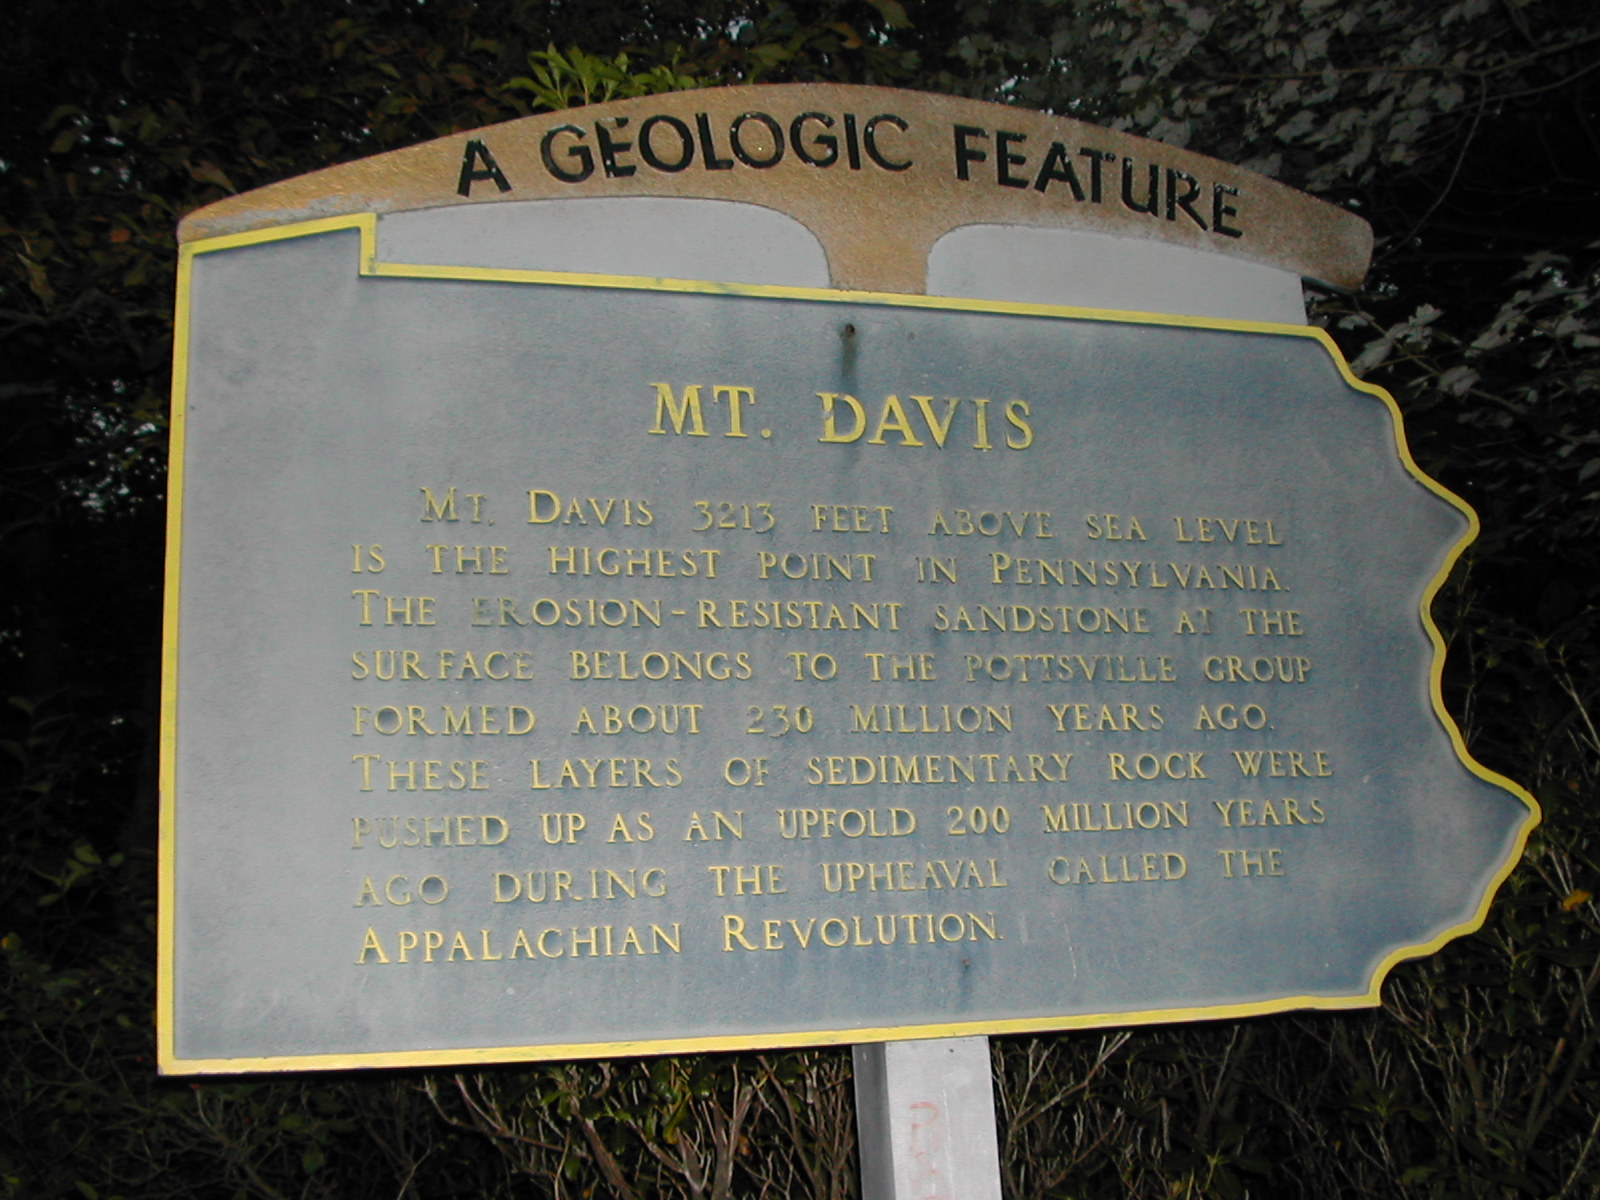 A GEOLOGIC FEATURE
MT. DAVIS
MT. DAVIS 3213 FEET ABOVE SEA LEVEL
IS THE HIGHEST POINT IN PENNSYLVANIA.
THE EROSION-RESISTANT SANDSTONE AT THE
SURFACE BELONGS TO THE POTTSVILLE GROUP
FORMED ABOUT 230 MILLION YEARS AGO.
THESE LAYERS OF SEDIMENTARY ROCK WERE
PUSHED UP AS AN UPFOLD 200 MILLION YEARS
AGO DURING THE UPHEAVAL CALLED THE
APPALACHIAN REVOLUTION.